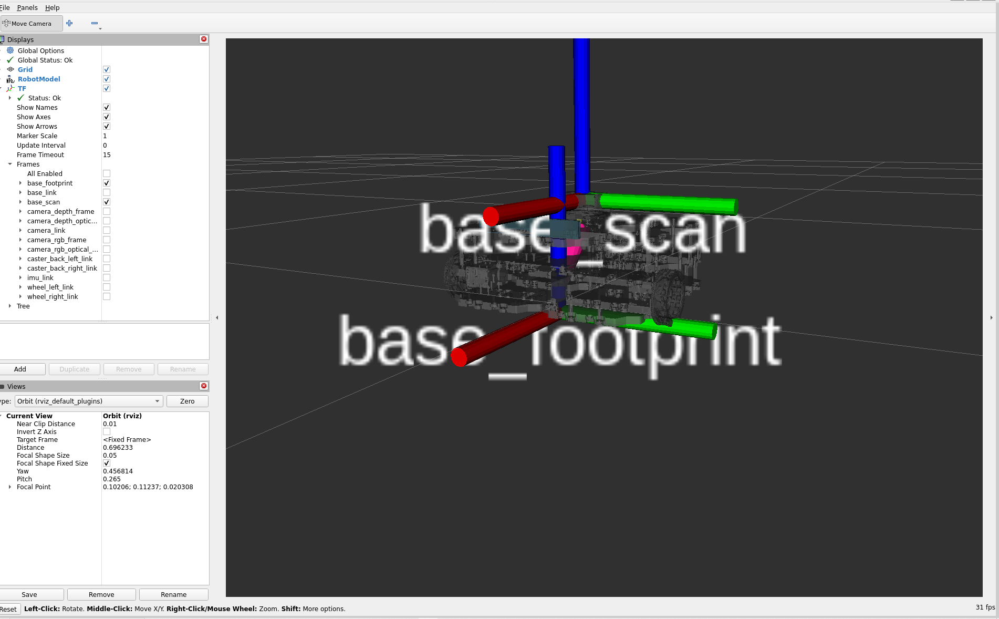 File Panels Help
Move Camera
Displays
Global Options
Global Status: Ok
Grid
RobotModel
TF
Status: Ok
Show Names
Show Axes
Show Arrows
Marker Scale 1
Update Interval 0
Frame Timeout 15
Frames
All Enabled
base_footprint
base_link
base_scan
camera_depth_frame
camera_depth_optic...
camera_link
camera_rgb_frame
camera_rgb_optical_...
caster_back_left_link
caster_back_right_link
imu_link
wheel_left_link
wheel_right_link
Tree
Add Duplicate Remove Rename
Views
ype: Orbit (rviz_default_plugins) Zero
Current View Orbit (rviz)
Near Clip Distance 0.01
Invert Z Axis
Target Frame <Fixed Frame>
Distance 0.696233
Focal Shape Size 0.05
Focal Shape Fixed Size
Yaw 0.456814
Pitch 0.265
Focal Point 0.10206; 0.11237; 0.020308
Save Remove Rename
base_scan
base_footprint
Reset Left-Click: Rotate. Middle-Click: Move X/Y. Right-Click/Mouse Wheel: Zoom. Shift: More options. 31 fps